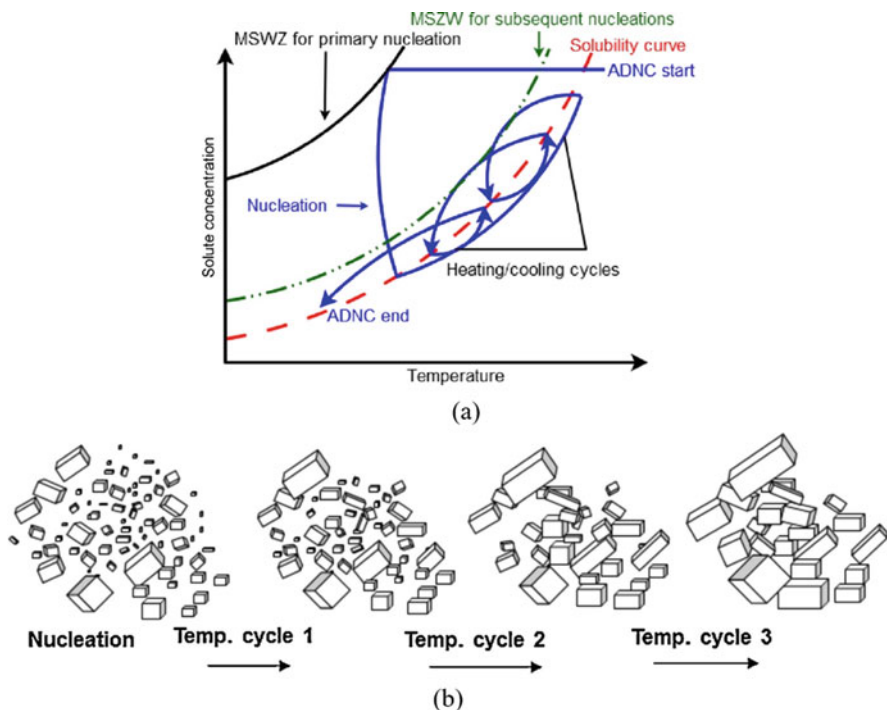 MSZW for subsequent nucleations
MSWZ for primary nucleation
Solubility curve
ADNC start
Solute concentration
Nucleation
Heating/cooling cycles
ADNC end
Temperature
(a)
Nucleation
Temp. cycle 1
Temp. cycle 2
Temp. cycle 3
(b)